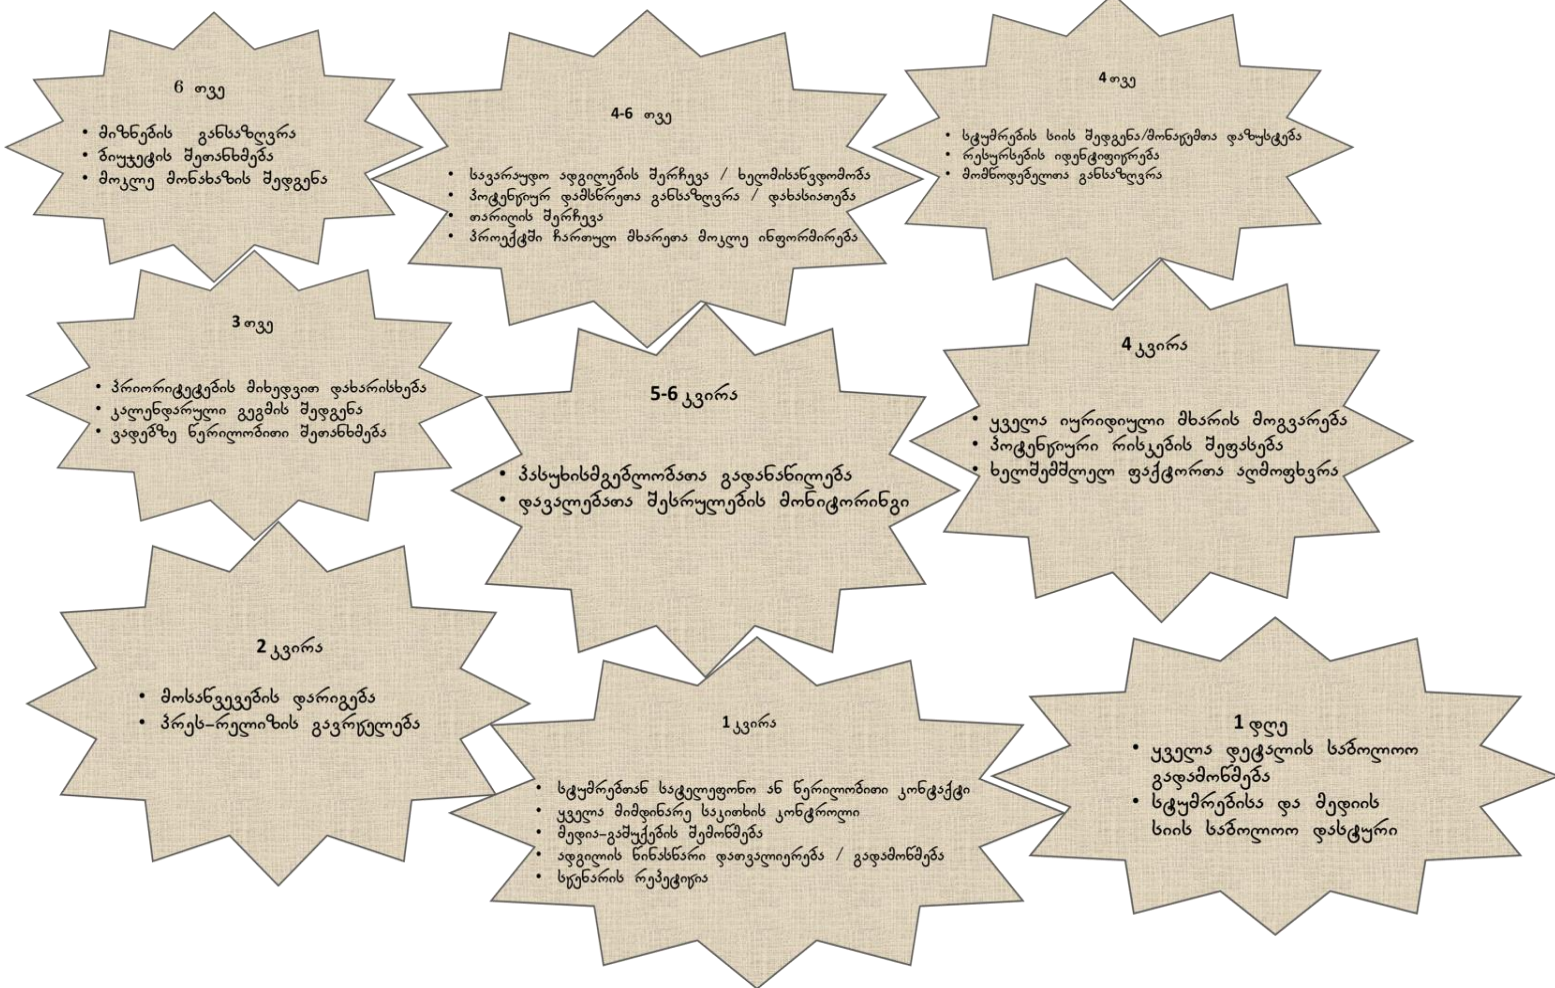 6 თვე
• მიზნების განსაზღვრა
• ბიუჯეტის შეთანხმება
• მოკლე მონახაზის შედგენა
4-6 თვე
• სავარაუდო ადგილების შერჩევა / ხელმისაწვდომობა
• პოტენციურ დამსწრეთა განსაზღვრა / დახასიათება
• თარიღის შერჩევა
• პროექტში ჩართულ მხარეთა მოკლე ინფორმირება
4 თვე
• სტუმრების სიის შედგენა/მონაცემთა დაზუსტება
• რესურსების იდენტიფიცრება
• მომწოდებელთა განსაზღვრა
3 თვე
• პრიორიტეტების მიხედვით დახარისხება
• კალენდარული გეგმის შედგენა
• ვადებზე წერილობითი შეთანხმება
5-6 კვირა
• პასუხისმგებლობათა გადანაწილება
• დავალებათა შესრულების მონიტორინგი
4 კვირა
• ყველა იურიდიული მხარის მოგვარება
• პოტენციური რისკების შეფასება
• ხელშემშლელ ფაქტორთა აღმოფხვრა
2 კვირა
• მოსაწვევების დარიგება
• პრეს-რელიზის გავრცელება
1 კვირა
• სტუმრებთან სატელეფონო ან წერილობითი კონტაქტი
• ყველა მიმდინარე საკითხის კონტროლი
• მედია-გაშუქების შემოწმება
• ადგილის წინასწარი დათვალიერება / გადამოწმება
• სცენარის რეპეტიცია
1 დღე
• ყველა დეტალის საბოლოო
გადამოწმება
• სტუმრებისა და მედიის
სიის საბოლოო დასტური